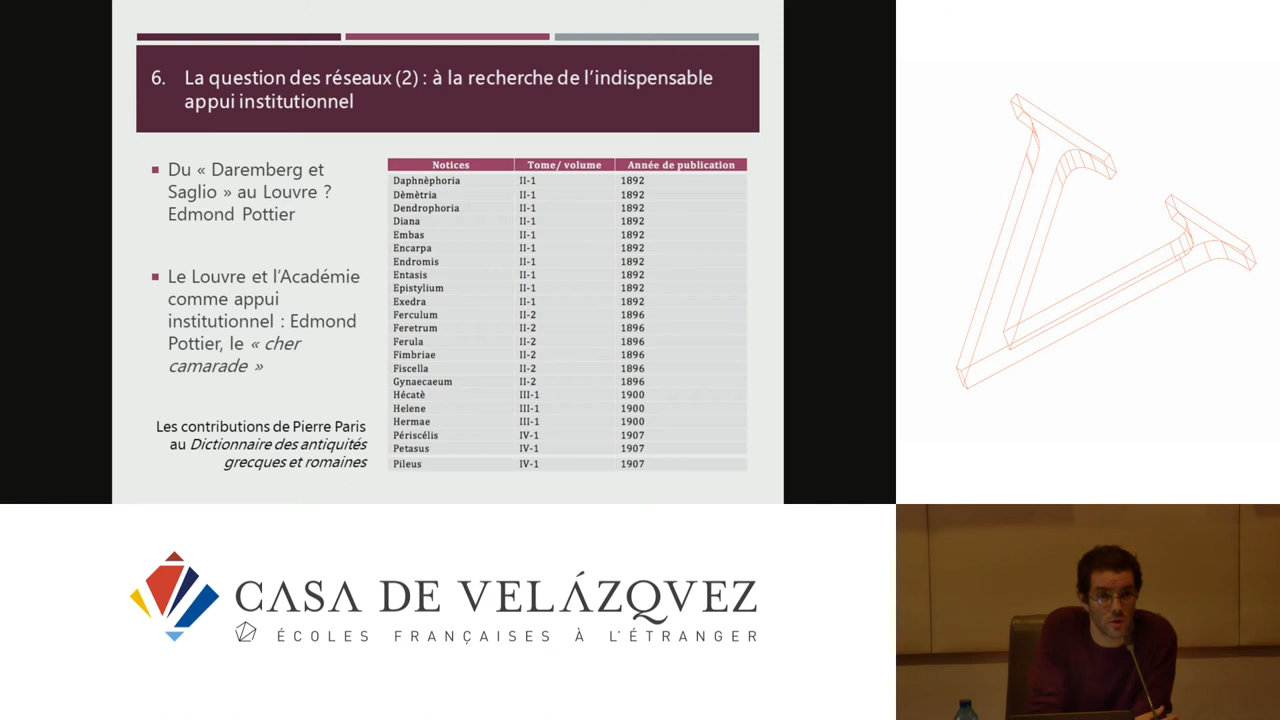 6. La question des réseaux (2) : à la recherche de l'indispensable
appui institutionnel
Du « Daremberg et
Saglio » au Louvre ?
Edmond Pottier
Le Louvre et l'Académie
comme appui
institutionnel : Edmond
Pottier, le « cher
camarade »
Les contributions de Pierre Paris
au Dictionnaire des antiquités
grecques et romaines
Notices Tome/ volume Année de publication
Daphnèphoria II-1 1892
Dèmètria II-1 1892
Dendrophoria II-1 1892
Diana II-1 1892
Embas II-1 1892
Encarpa II-1 1892
Endromis II-1 1892
Entasis II-1 1892
Epistylium II-1 1892
Exedra II-1 1892
Ferculum II-2 1896
Feretrum II-2 1896
Ferula II-2 1896
Fimbriae II-2 1896
Fiscella II-2 1896
Gynaecaeum II-2 1896
Hécatè III-1 1900
Helene III-1 1900
Hermae III-1 1900
Périscélis IV-1 1907
Petasus IV-1 1907
Pileus IV-1 1907
CASA DE VELÁZQVEZ
ÉCOLES FRANÇAISES À L'ÉTRANGER